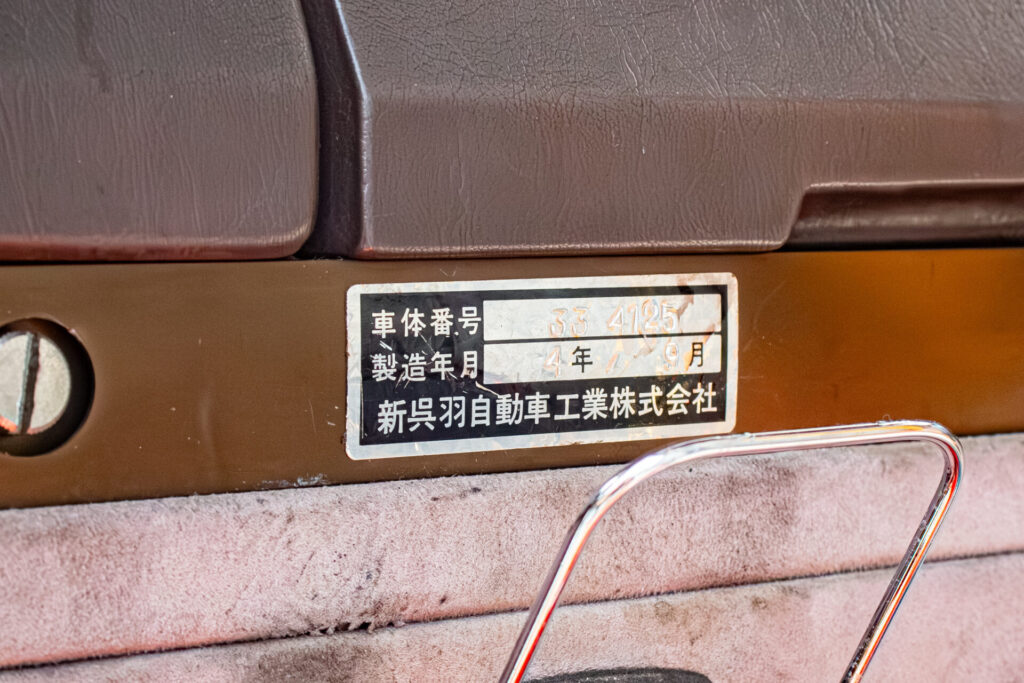 車体番号 33 4125
製造年月 4年 9月
新呉羽自動車工業株式会社